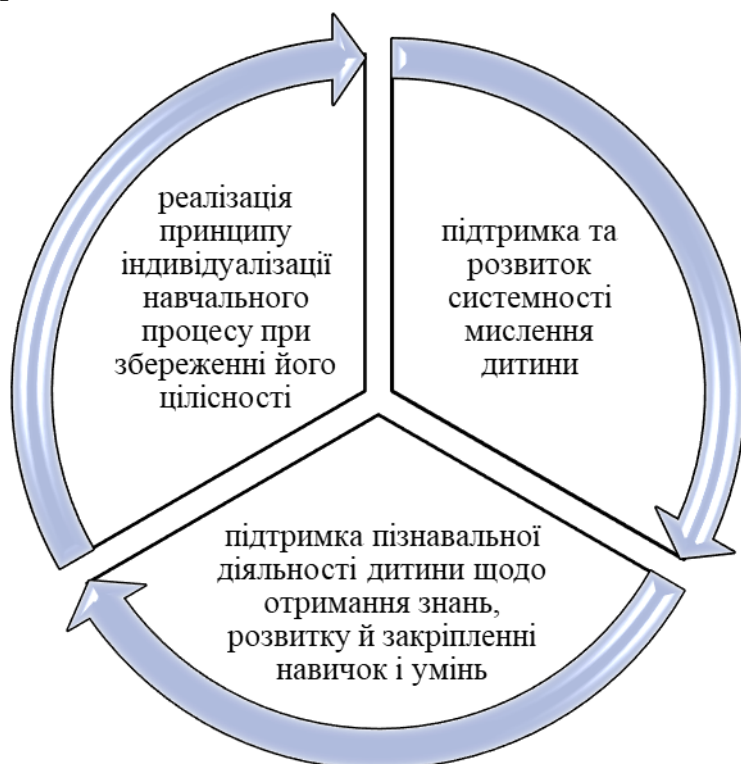 реалізація
принципу
індивідуалізації
навчального
процесу при
збереженні його
цілісності
підтримка та
розвиток
системності
мислення
дитини
підтримка пізнавальної
діяльності дитини щодо
отримання знань,
розвитку й закріпленні
навичок і умінь